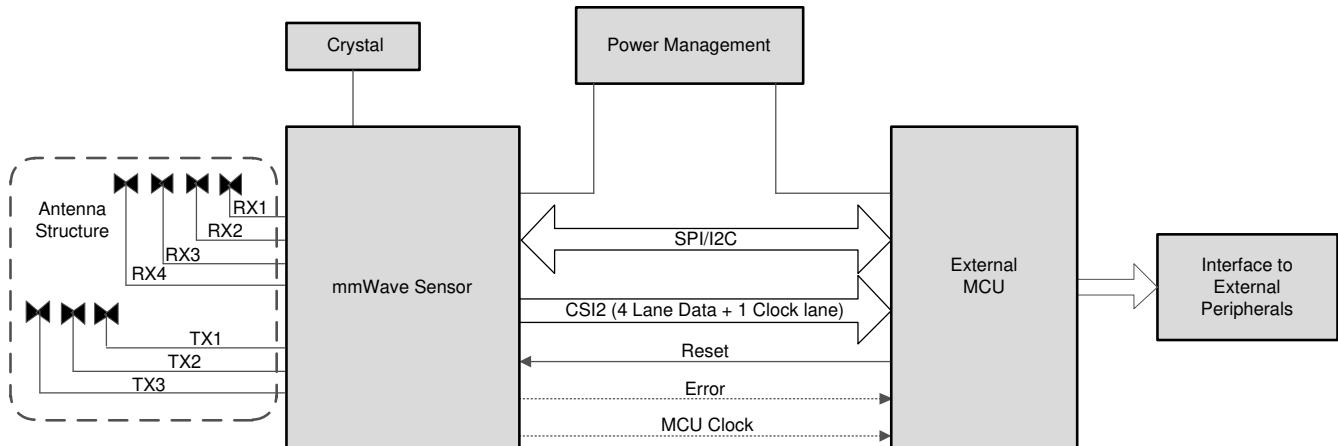 Crystal
Power Management
Antenna
Structure
RX1
RX2
RX3
RX4
TX1
TX2
TX3
mmWave Sensor
SPI/I2C
CSI2 (4 Lane Data + 1 Clock lane)
Reset
Error
MCU Clock
External
MCU
Interface to
External
Peripherals